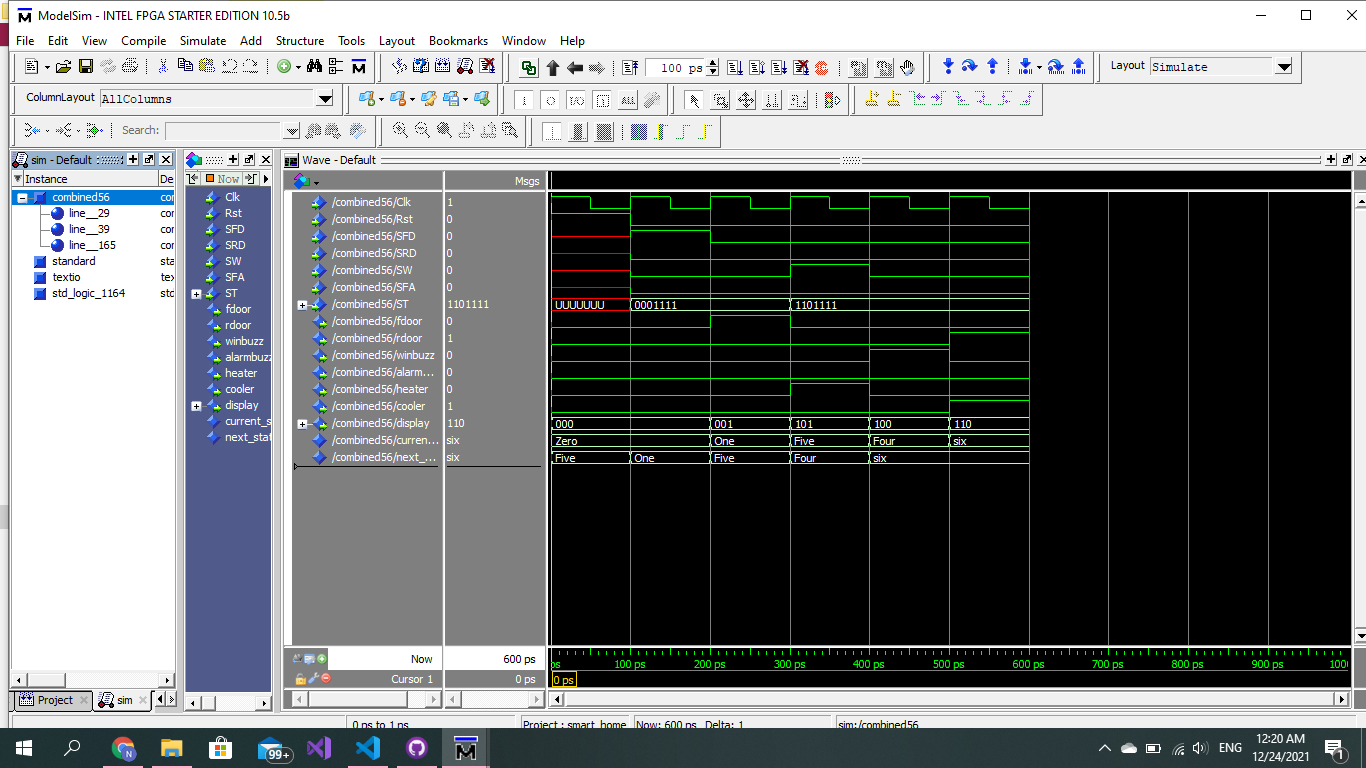 ModelSim - INTEL FPGA STARTER EDITION 10.5b
File Edit View Compile Simulate Add Structure Tools Layout Bookmarks Window Help
100 ps
Layout Simulate
ColumnLayout AllColumns
ALL
Search:
sim - Default
Now
Wave - Default
Instance De
Msgs
combined56 cor
line__29 cor
line__39 cor
line__165 cor
standard sta
textio tex
std_logic_1164 std
Clk
Rst
SFD
SRD
SW
SFA
ST
fdoor
rdoor
winbuzz
alarmbuzz
heater
cooler
display
current_s
next_stat
/combined56/Clk 1
/combined56/Rst 0
/combined56/SFD 0
/combined56/SRD 0
/combined56/SW 0
/combined56/SFA 0
/combined56/ST 1101111 UUUUUUU 0001111 1101111
/combined56/fdoor 0
/combined56/rdoor 1
/combined56/winbuzz 0
/combined56/alarm... 0
/combined56/heater 0
/combined56/cooler 1
/combined56/display 110 000 001 101 100 110
/combined56/curren... six Zero One Five Four six
/combined56/next_... six Five One Five Four six
Now 600 ps ps 100 ps 200 ps 300 ps 400 ps 500 ps 600 ps 700 ps 800 ps 900 ps 100
Cursor 1 0 ps 0 ps
Project sim
0 ps to 1 ns Project : smart_home Now: 600 ps Delta: 1 sim:/combined56
N 99+ ENG 12:20 AM
12/24/2021 1